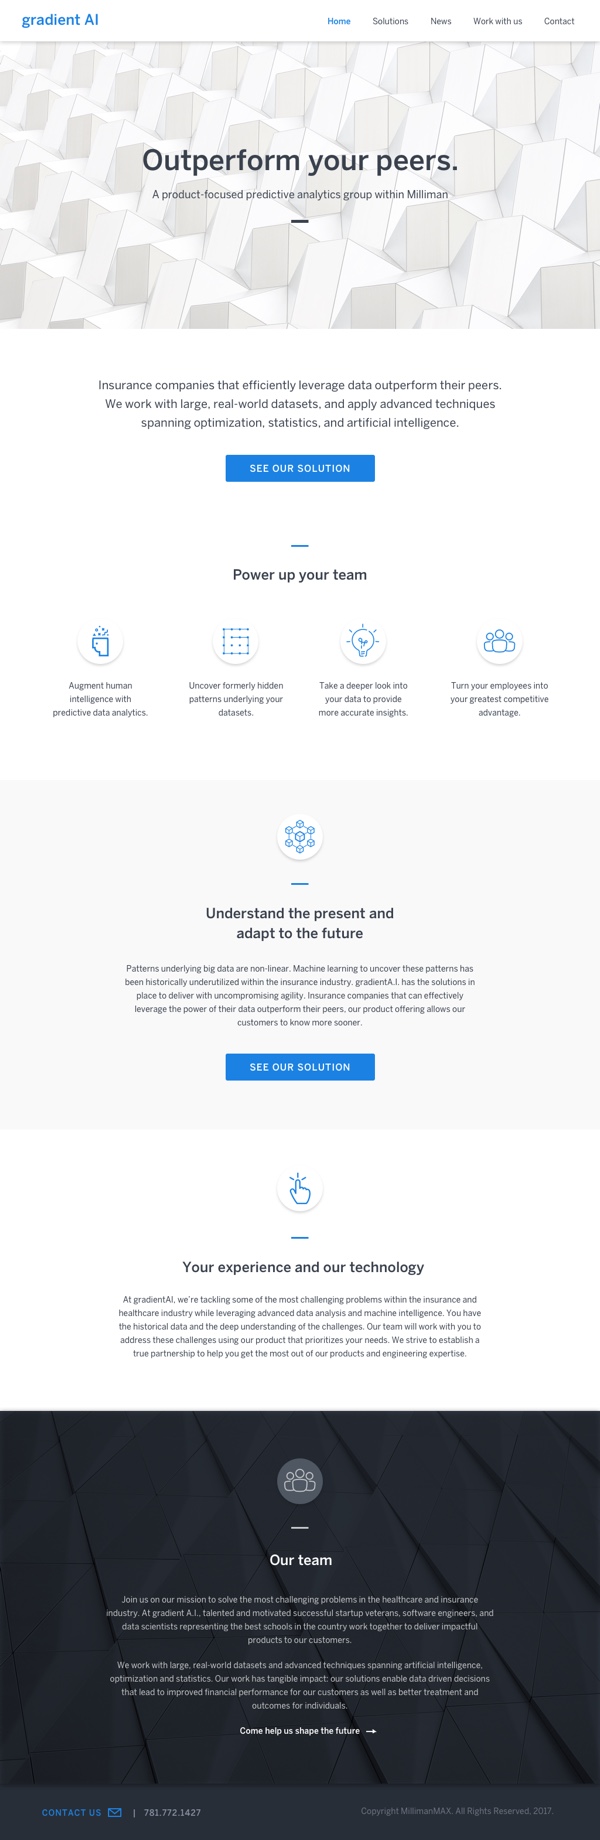 gradient AI
Home Solutions News Work with us Contact
Outperform your peers.
A product-focused predictive analytics group within Milliman
Insurance companies that efficiently leverage data outperform their peers.
We work with large, real-world datasets, and apply advanced techniques
spanning optimization, statistics, and artificial intelligence.
SEE OUR SOLUTION
Power up your team
Augment human
intelligence with
predictive data analytics.
Uncover formerly hidden
patterns underlying your
datasets.
Take a deeper look into
your data to provide
more accurate insights.
Turn your employees into
your greatest competitive
advantage.
Understand the present and
adapt to the future
Patterns underlying big data are non-linear. Machine learning to uncover these patterns has
been historically underutilized within the insurance industry. gradientA.I. has the solutions in
place to deliver with uncompromising agility. Insurance companies that can effectively
leverage the power of their data outperform their peers, our product offering allows our
customers to know more sooner.
SEE OUR SOLUTION
Your experience and our technology
At gradientAI, we're tackling some of the most challenging problems within the insurance and
healthcare industry while leveraging advanced data analysis and machine intelligence. You have
the historical data and the deep understanding of the challenges. Our team will work with you to
address these challenges using our product that prioritizes your needs. We strive to establish a
true partnership to help you get the most out of our products and engineering expertise.
Our team
Join us on our mission to solve the most challenging problems in the healthcare and insurance
industry. At gradient A.I., talented and motivated successful startup veterans, software engineers, and
data scientists representing the best schools in the country work together to deliver impactful
products to our customers.
We work with large, real-world datasets and advanced techniques spanning artificial intelligence,
optimization and statistics. Our work has tangible impact: our solutions enable data driven decisions
that lead to improved financial performance for our customers as well as better treatment and
outcomes for individuals.
Come help us shape the future
CONTACT US | 781.772.1427
Copyright MillimanMAX. All Rights Reserved, 2017.